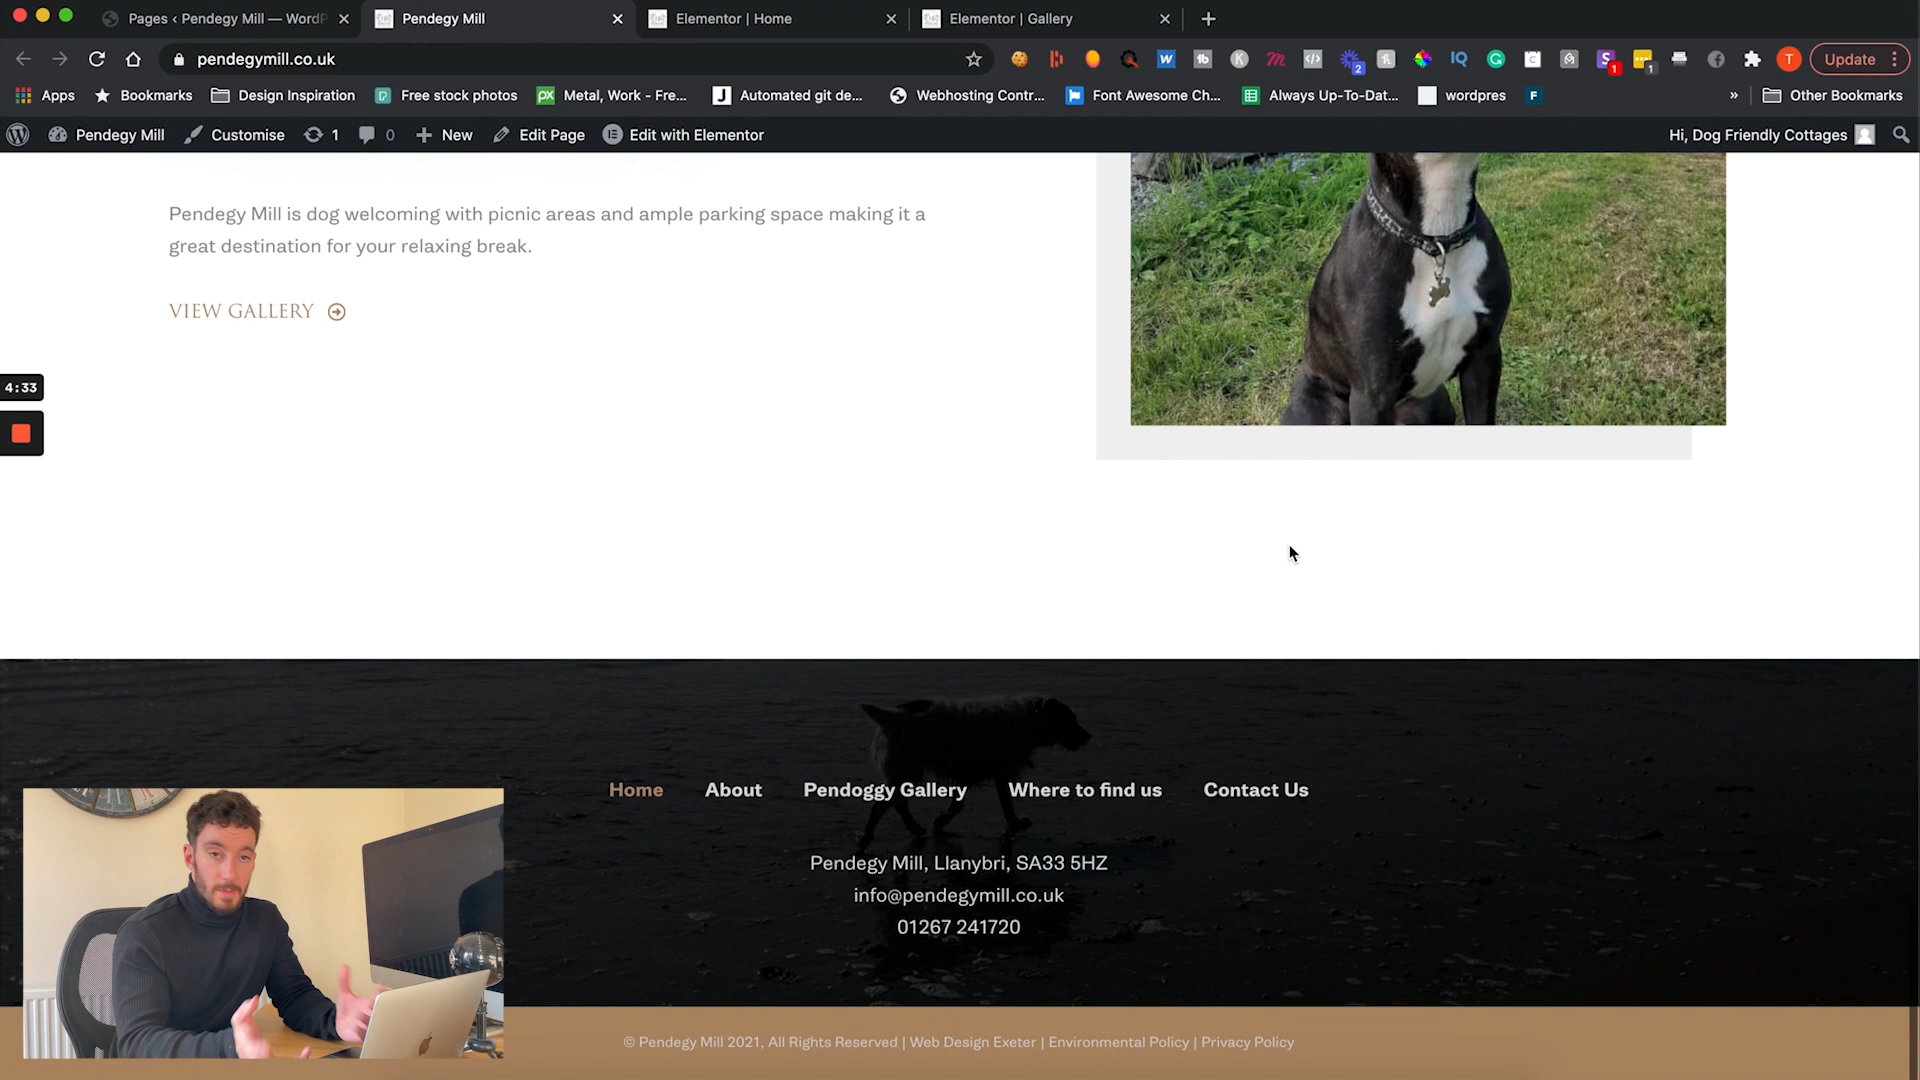 Pages ‹ Pendegy Mill — WordP
Pendegy Mill
Elementor | Home
Elementor | Gallery
pendegymill.co.uk
Update
Apps
Bookmarks
Design Inspiration
Free stock photos
Metal, Work - Fre...
Automated git de...
Webhosting Contr...
Font Awesome Ch...
Always Up-To-Dat...
wordpres
F
»
Other Bookmarks
Pendegy Mill
Customise
1
0
New
Edit Page
Edit with Elementor
Hi, Dog Friendly Cottages
Pendegy Mill is dog welcoming with picnic areas and ample parking space making it a
great destination for your relaxing break.
VIEW GALLERY
4:33
Home
About
Pendoggy Gallery
Where to find us
Contact Us
Pendegy Mill, Llanybri, SA33 5HZ
info@pendegymill.co.uk
01267 241720
© Pendegy Mill 2021, All Rights Reserved | Web Design Exeter | Environmental Policy | Privacy Policy